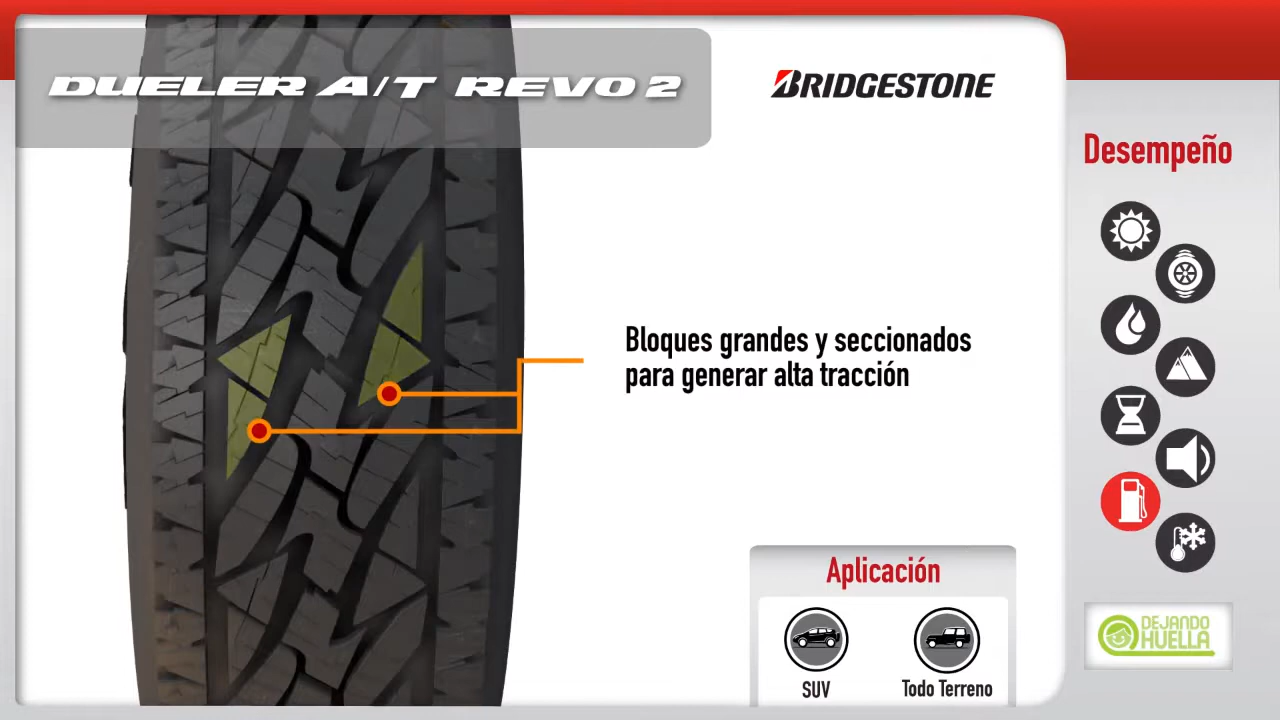 DUELER A/T REVO 2
BRIDGESTONE
Desempeño
Bloques grandes y seccionados
para generar alta tracción
Aplicación
SUV
Todo Terreno
DEJANDO
HUELLA